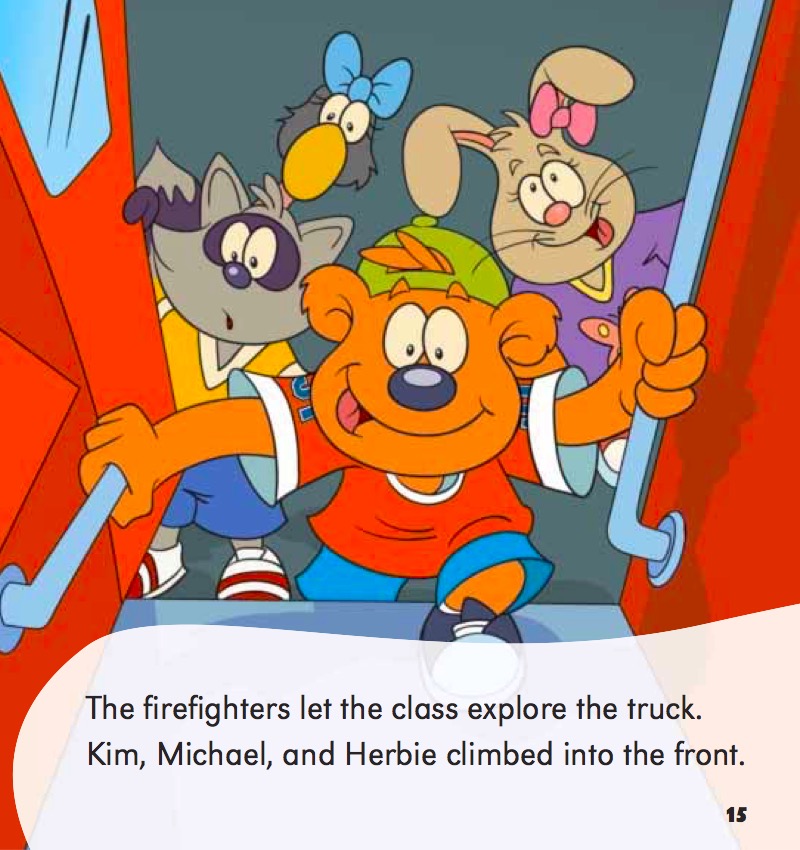 The firefighters let the class explore the truck.
Kim, Michael, and Herbie climbed into the front.
15